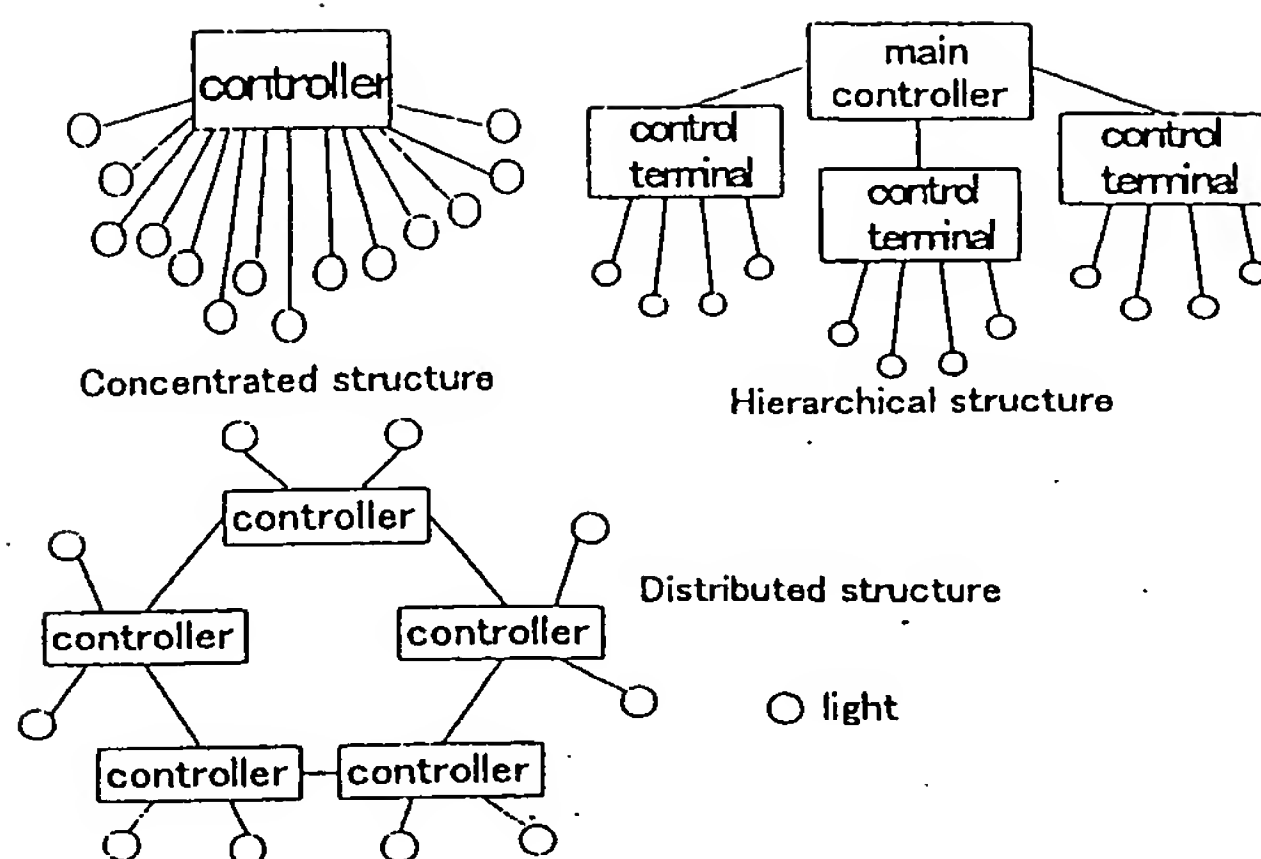 controller
main
controller
control
terminal
control
terminal
control
terminal
Concentrated structure
Hierarchical structure
controller
controller
controller
Distributed structure
light
controller
controller